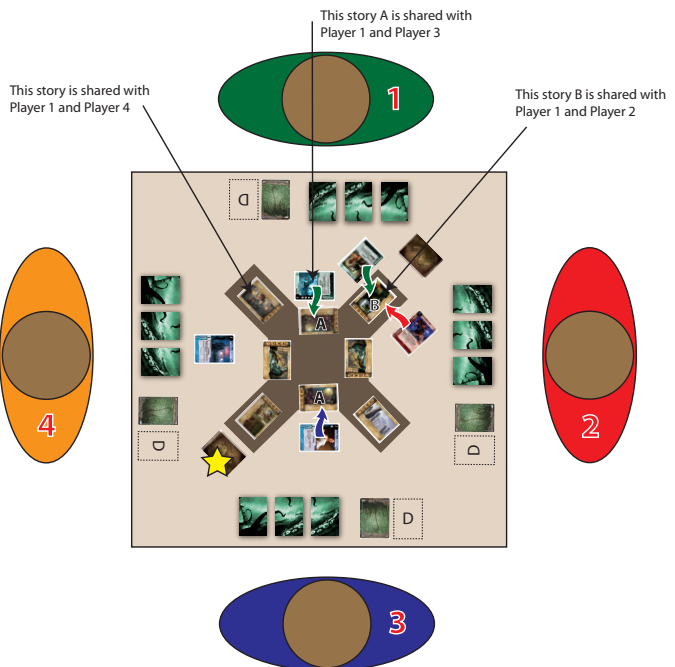 This story A is shared with
Player 1 and Player 3
This story is shared with
Player 1 and Player 4
This story B is shared with
Player 1 and Player 2
1
D
A
B
4
A
2
D
D
D
3